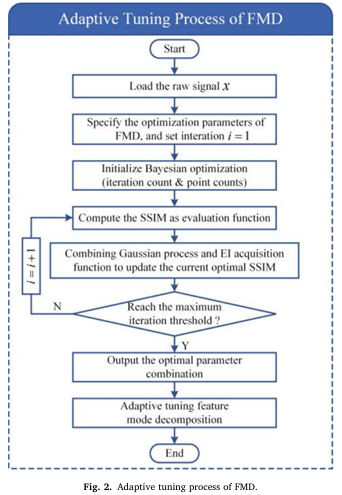 Adaptive Tuning Process of FMD
Start
Load the raw signal x
Specify the optimization parameters of
FMD, and set interation i = 1
Initialize Bayesian optimization
(iteration count & point counts)
Compute the SSIM as evaluation function
Combining Gaussian process and EI acquisition
function to update the current optimal SSIM
i = i + 1
N
Reach the maximum
iteration threshold ?
Y
Output the optimal parameter
combination
Adaptive tuning feature
mode decomposition
End
Fig. 2. Adaptive tuning process of FMD.